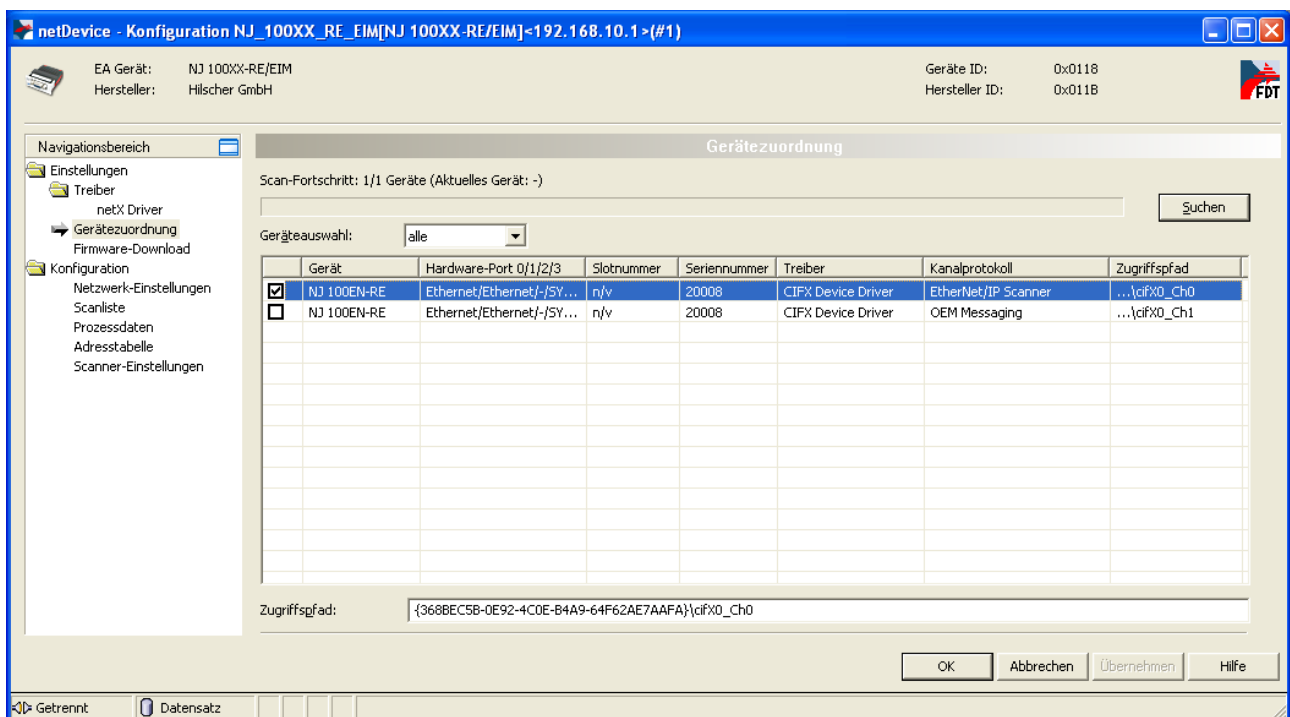 netDevice - Konfiguration NJ_100XX_RE_EIM[NJ 100XX-RE/EIM]<192.168.10.1>(#1)
EA Gerät: NJ 100XX-RE/EIM Geräte ID: 0x0118
Hersteller: Hilscher GmbH Hersteller ID: 0x011B
FDT
Navigationsbereich
Einstellungen
Treiber
netX Driver
Gerätezuordnung
Firmware-Download
Konfiguration
Netzwerk-Einstellungen
Scanliste
Prozessdaten
Adresstabelle
Scanner-Einstellungen
Gerätezuordnung
Scan-Fortschritt: 1/1 Geräte (Aktuelles Gerät: -)
Suchen
Geräteauswahl: alle
Gerät Hardware-Port 0/1/2/3 Slotnummer Seriennummer Treiber Kanalprotokoll Zugriffspfad
NJ 100EN-RE Ethernet/Ethernet/-/SY... n/v 20008 CIFX Device Driver EtherNet/IP Scanner ...\cifX0_Ch0
NJ 100EN-RE Ethernet/Ethernet/-/SY... n/v 20008 CIFX Device Driver OEM Messaging ...\cifX0_Ch1
Zugriffspfad: {368BEC5B-0E92-4C0E-B4A9-64F62AE7AAFA}\cifX0_Ch0
OK Abbrechen Übernehmen Hilfe
Getrennt Datensatz